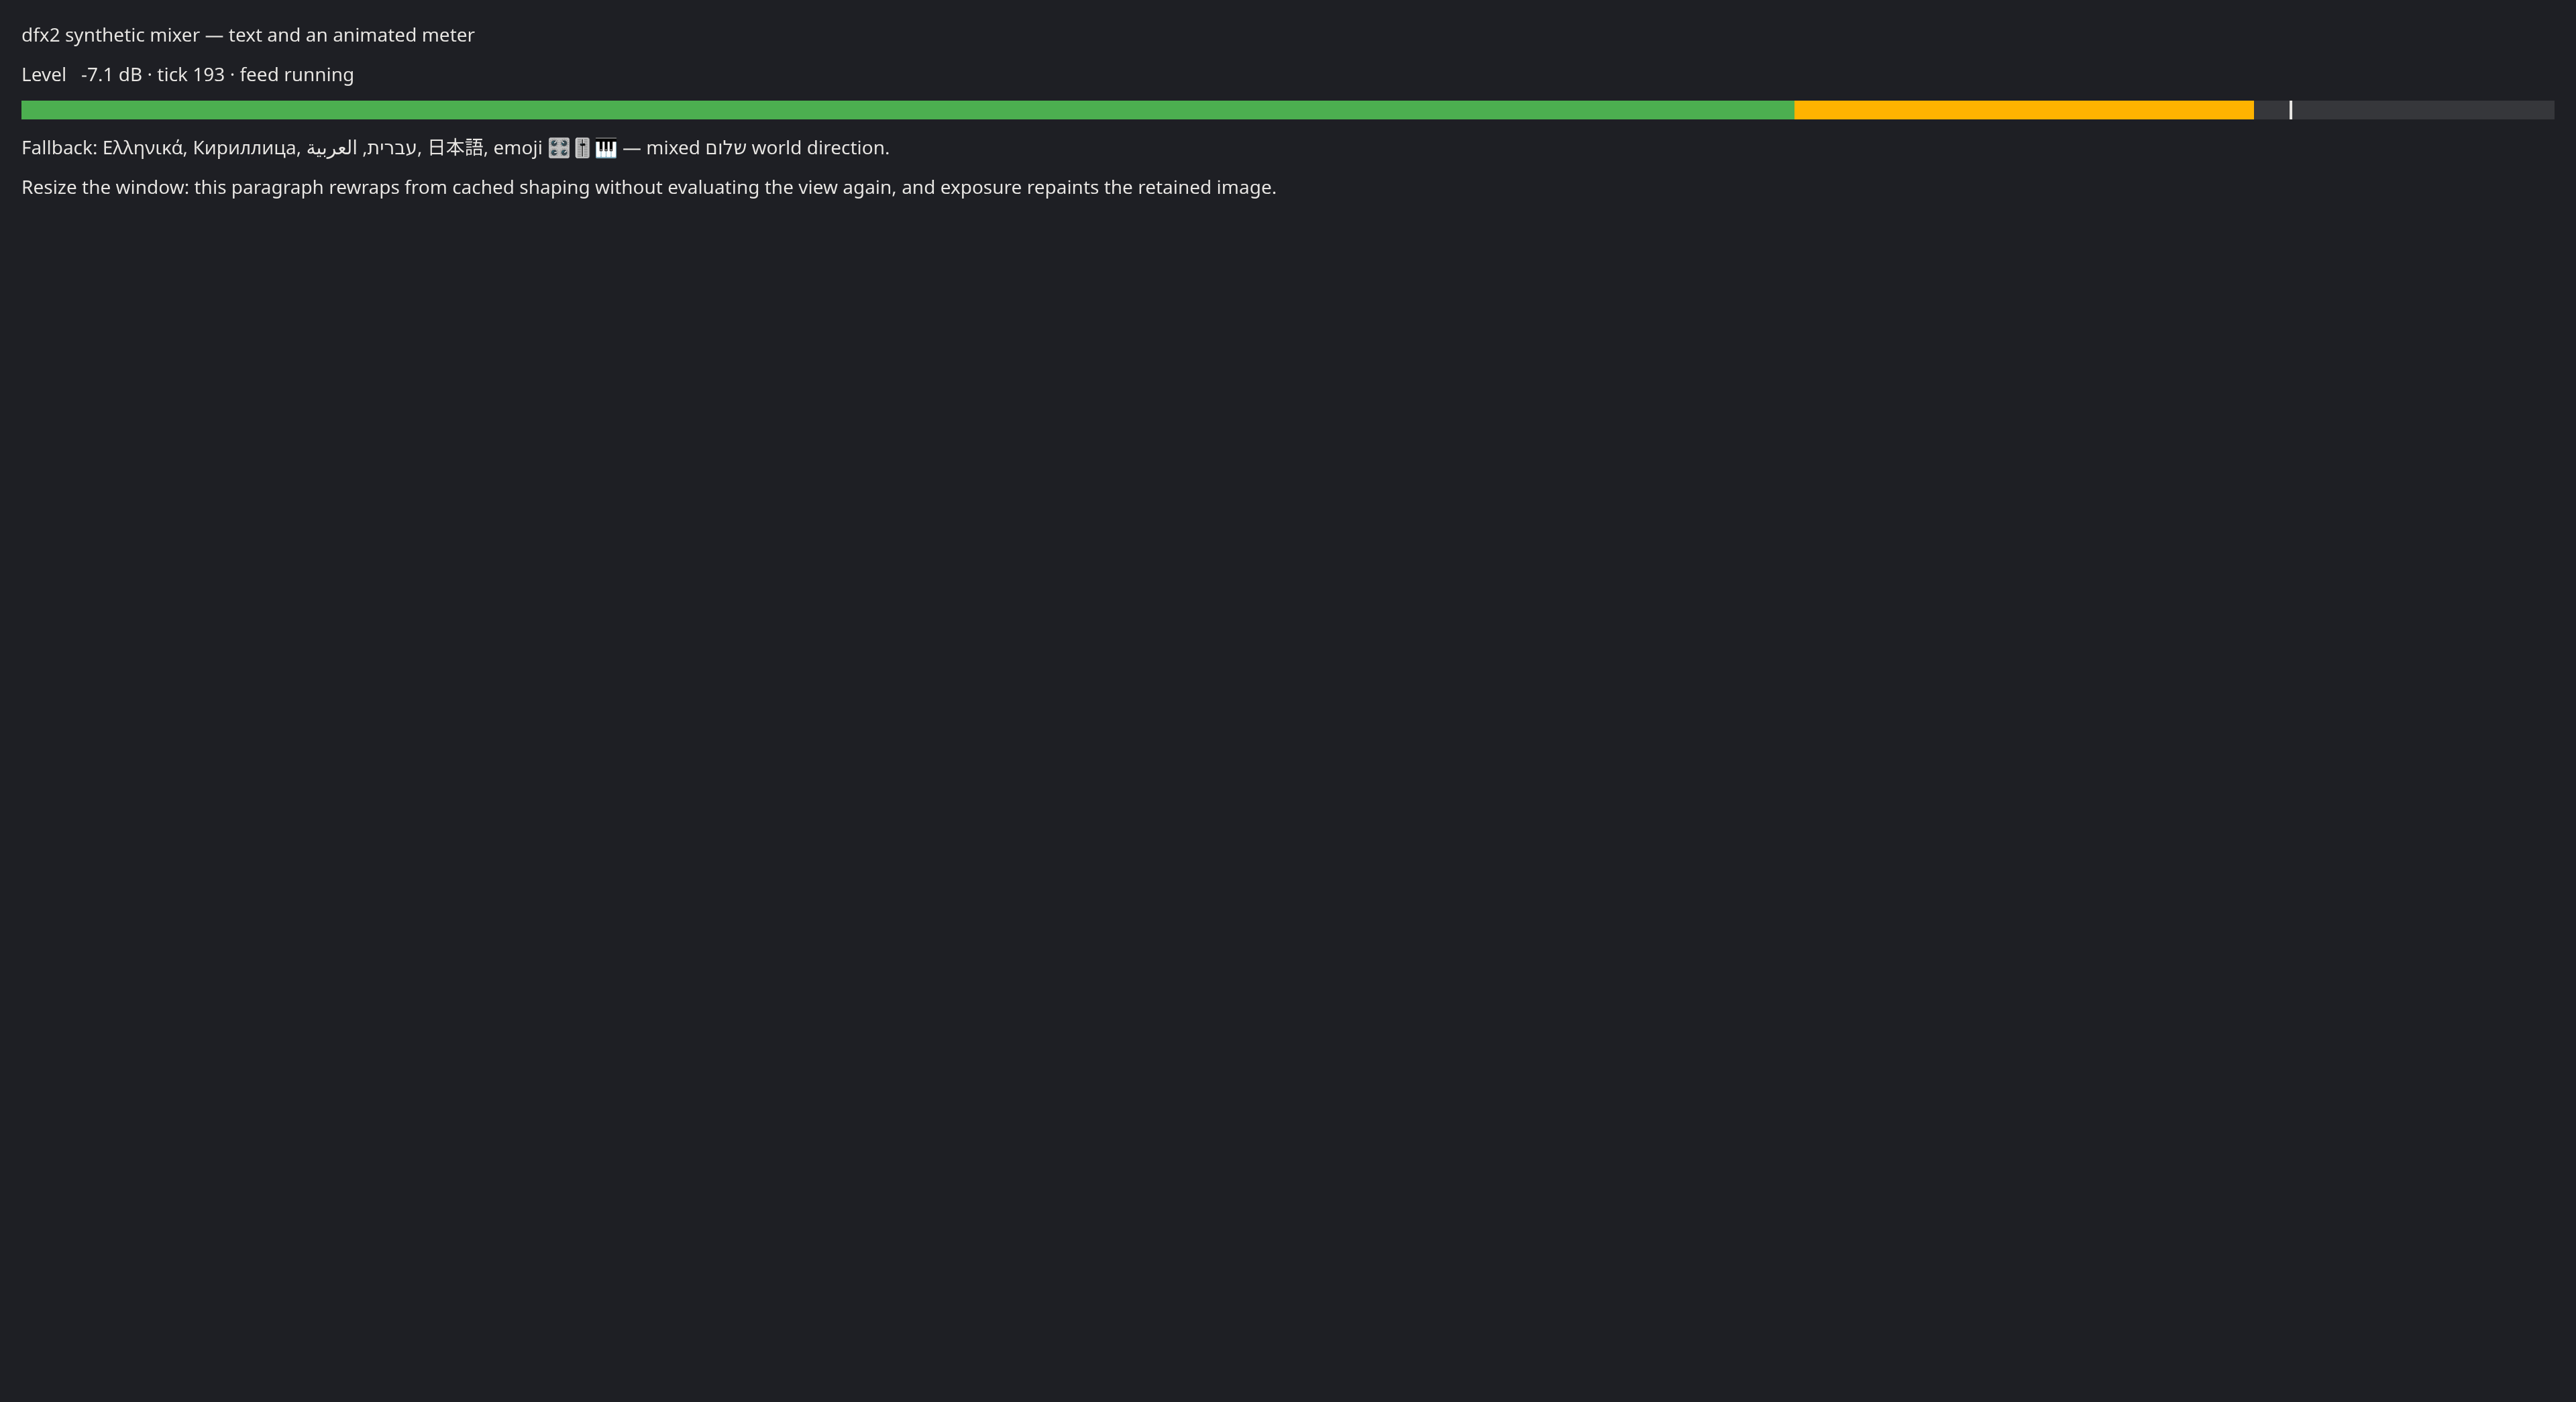 dfx2 synthetic mixer — text and an animated meter
Level -7.1 dB · tick 193 · feed running
Fallback: Ελληνικά, Кириллица, עברית, العربية, 日本語, emoji 🎛️🎚️🎹 — mixed שלום world direction.
Resize the window: this paragraph rewraps from cached shaping without evaluating the view again, and exposure repaints the retained image.